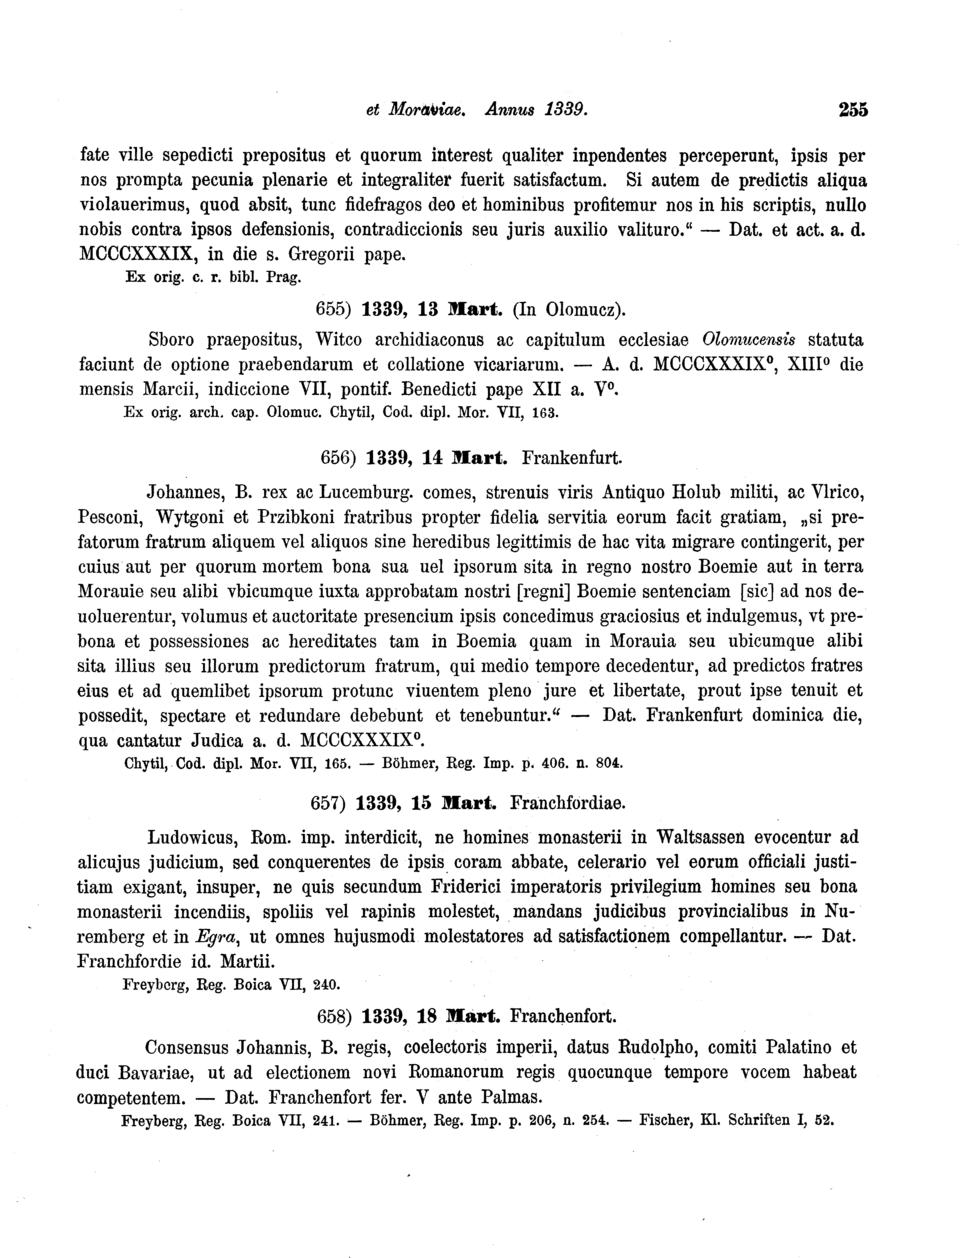 et Moraviae. Annus 1339. 255
fate ville sepedicti prepositus et quorum interest qualiter inpendentes perceperunt, ipsis per
nos prompta pecunia plenarie et integraliter fuerit satisfactum. Si autem de predictis aliqua
violauerimus, quod absit, tunc fidefragos deo et hominibus profitemur nos in his scriptis, nullo
nobis contra ipsos defensionis, contradiccionis seu juris auxilio valituro.“ — Dat. et act. a. d.
MCCCXXXIX, in die s. Gregorii pape.
Ex orig. c. r. bibl. Prag.
655) 1339, 13 Mart. (In Olomucz).
Sboro praepositus, Witco archidiaconus ac capitulum ecclesiae Olomucensis statuta
faciunt de optione praebendarum et collatione vicariarum. — A. d. MCCCXXXIX⁰, XIII⁰ die
mensis Marcii, indiccione VII, pontif. Benedicti pape XII a. V⁰.
Ex orig. arch. cap. Olomuc. Chytil, Cod. dipl. Mor. VII, 163.
656) 1339, 14 Mart. Frankenfurt.
Johannes, B. rex ac Lucemburg. comes, strenuis viris Antiquo Holub militi, ac Vlrico,
Pesconi, Wytgoni et Przibkoni fratribus propter fidelia servitia eorum facit gratiam, „si pre-
fatorum fratrum aliquem vel aliquos sine heredibus legittimis de hac vita migrare contingerit, per
cuius aut per quorum mortem bona sua uel ipsorum sita in regno nostro Boemie aut in terra
Morauie seu alibi vbicumque iuxta approbatam nostri [regni] Boemie sentenciam [sic] ad nos de-
uoluerentur, volumus et auctoritate presencium ipsis concedimus graciosius et indulgemus, vt pre-
bona et possessiones ac hereditates tam in Boemia quam in Morauia seu ubicumque alibi
sita illius seu illorum predictorum fratrum, qui medio tempore decedentur, ad predictos fratres
eius et ad quemlibet ipsorum protunc viuentem pleno jure et libertate, prout ipse tenuit et
possedit, spectare et redundare debebunt et tenebuntur.“ — Dat. Frankenfurt dominica die,
qua cantatur Judica a. d. MCCCXXXIX⁰.
Chytil, Cod. dipl. Mor. VII, 165. — Böhmer, Reg. Imp. p. 406. n. 804.
657) 1339, 15 Mart. Franchfordiae.
Ludowicus, Rom. imp. interdicit, ne homines monasterii in Waltsassen evocentur ad
alicujus judicium, sed conquerentes de ipsis coram abbate, celerario vel eorum officiali justi-
tiam exigant, insuper, ne quis secundum Friderici imperatoris privilegium homines seu bona
monasterii incendiis, spoliis vel rapinis molestet, mandans judicibus provincialibus in Nu-
remberg et in Egra, ut omnes hujusmodi molestatores ad satisfactionem compellantur. — Dat.
Franchfordie id. Martii.
Freyberg, Reg. Boica VII, 240.
658) 1339, 18 Mart. Franchenfort.
Consensus Johannis, B. regis, coelectoris imperii, datus Rudolpho, comiti Palatino et
duci Bavariae, ut ad electionem novi Romanorum regis quocunque tempore vocem habeat
competentem. — Dat. Franchenfort fer. V ante Palmas.
Freyberg, Reg. Boica VII, 241. — Böhmer, Reg. Imp. p. 206, n. 254. — Fischer, Kl. Schriften I, 52.